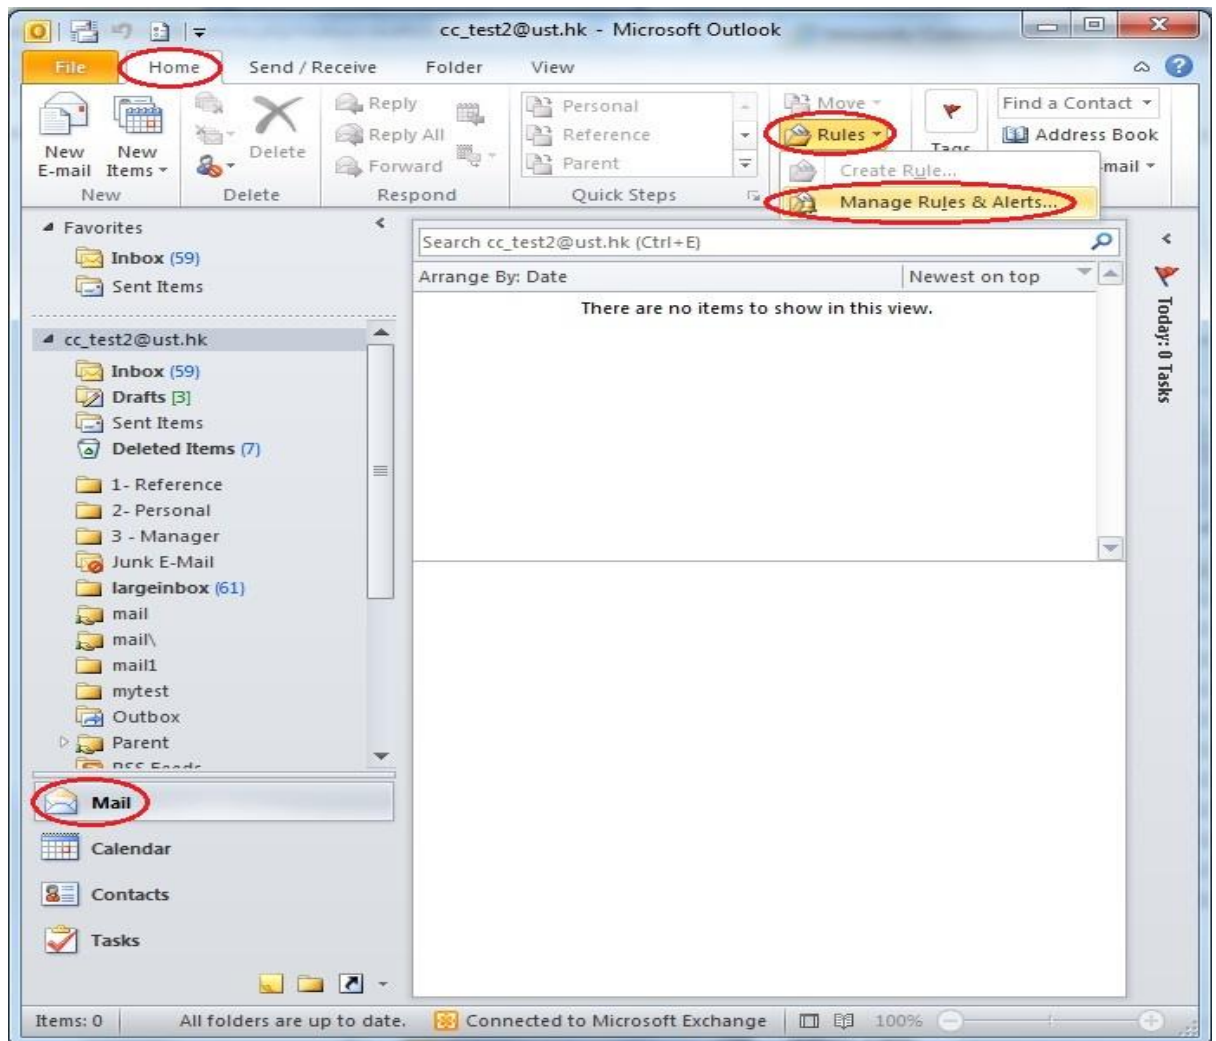 cc_test2@ust.hk - Microsoft Outlook
File Home Send / Receive Folder View
New E-mail
New Items
New
Delete
Delete
Reply
Reply All
Forward
Respond
Personal
Reference
Parent
Quick Steps
Move
Rules
Tags
Find a Contact
Address Book
Create Rule...
Manage Rules & Alerts...
Favorites
Inbox (59)
Sent Items
cc_test2@ust.hk
Inbox (59)
Drafts [3]
Sent Items
Deleted Items (7)
1- Reference
2- Personal
3 - Manager
Junk E-Mail
largeinbox (61)
mail
mail\
mail1
mytest
Outbox
Parent
RSS Feeds
Mail
Calendar
Contacts
Tasks
Search cc_test2@ust.hk (Ctrl+E)
Arrange By: Date Newest on top
There are no items to show in this view.
Today: 0 Tasks
Items: 0 All folders are up to date. Connected to Microsoft Exchange 100%